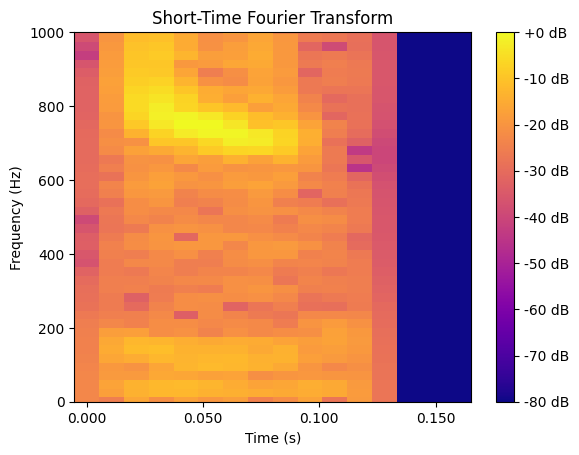 Short-Time Fourier Transform
1000
800
600
400
200
0
Frequency (Hz)
0.000
0.050
0.100
0.150
Time (s)
+0 dB
-10 dB
-20 dB
-30 dB
-40 dB
-50 dB
-60 dB
-70 dB
-80 dB